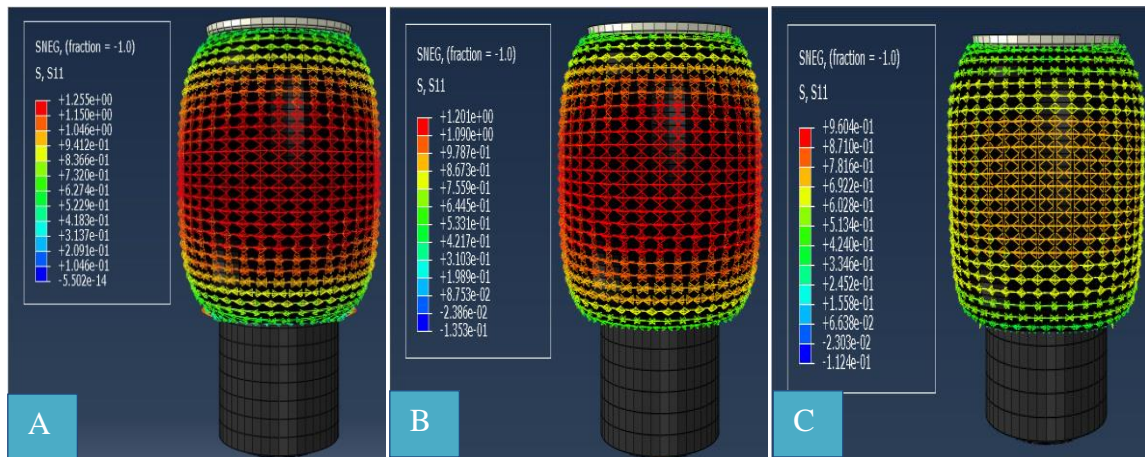 SNEG, (fraction = -1.0)
S, S11
+1.255e+00
+1.150e+00
+1.046e+00
+9.412e-01
+8.366e-01
+7.320e-01
+6.274e-01
+5.229e-01
+4.183e-01
+3.137e-01
+2.091e-01
+1.046e-01
-5.502e-14
A
SNEG, (fraction = -1.0)
S, S11
+1.201e+00
+1.090e+00
+9.787e-01
+8.673e-01
+7.559e-01
+6.445e-01
+5.331e-01
+4.217e-01
+3.103e-01
+1.989e-01
+8.753e-02
-2.386e-02
-1.353e-01
B
SNEG, (fraction = -1.0)
S, S11
+9.604e-01
+8.710e-01
+7.816e-01
+6.922e-01
+6.028e-01
+5.134e-01
+4.240e-01
+3.346e-01
+2.452e-01
+1.558e-01
+6.638e-02
-2.303e-02
-1.124e-01
C